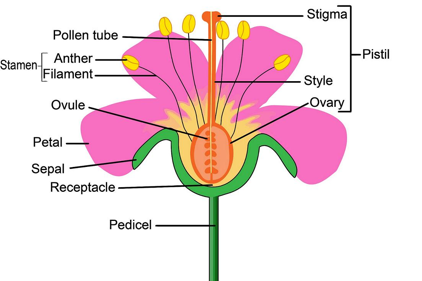 Stigma
Pollen tube
Pistil
Anther
Stamen
Filament
Style
Ovule
Ovary
Petal
Sepal
Receptacle
Pedicel